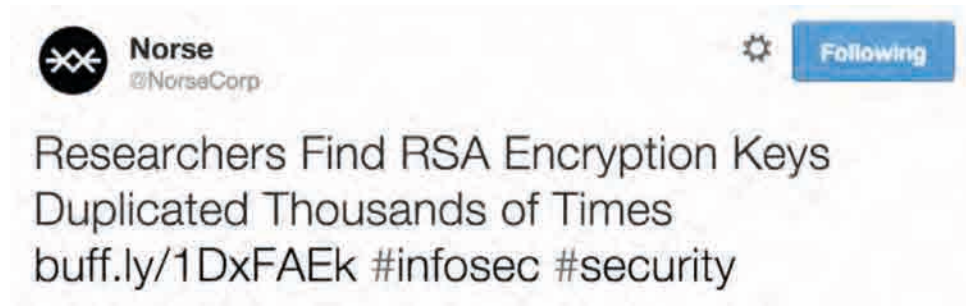 Norse
@NorseCorp
Following
Researchers Find RSA Encryption Keys
Duplicated Thousands of Times
buff.ly/1DxFAEk #infosec #security